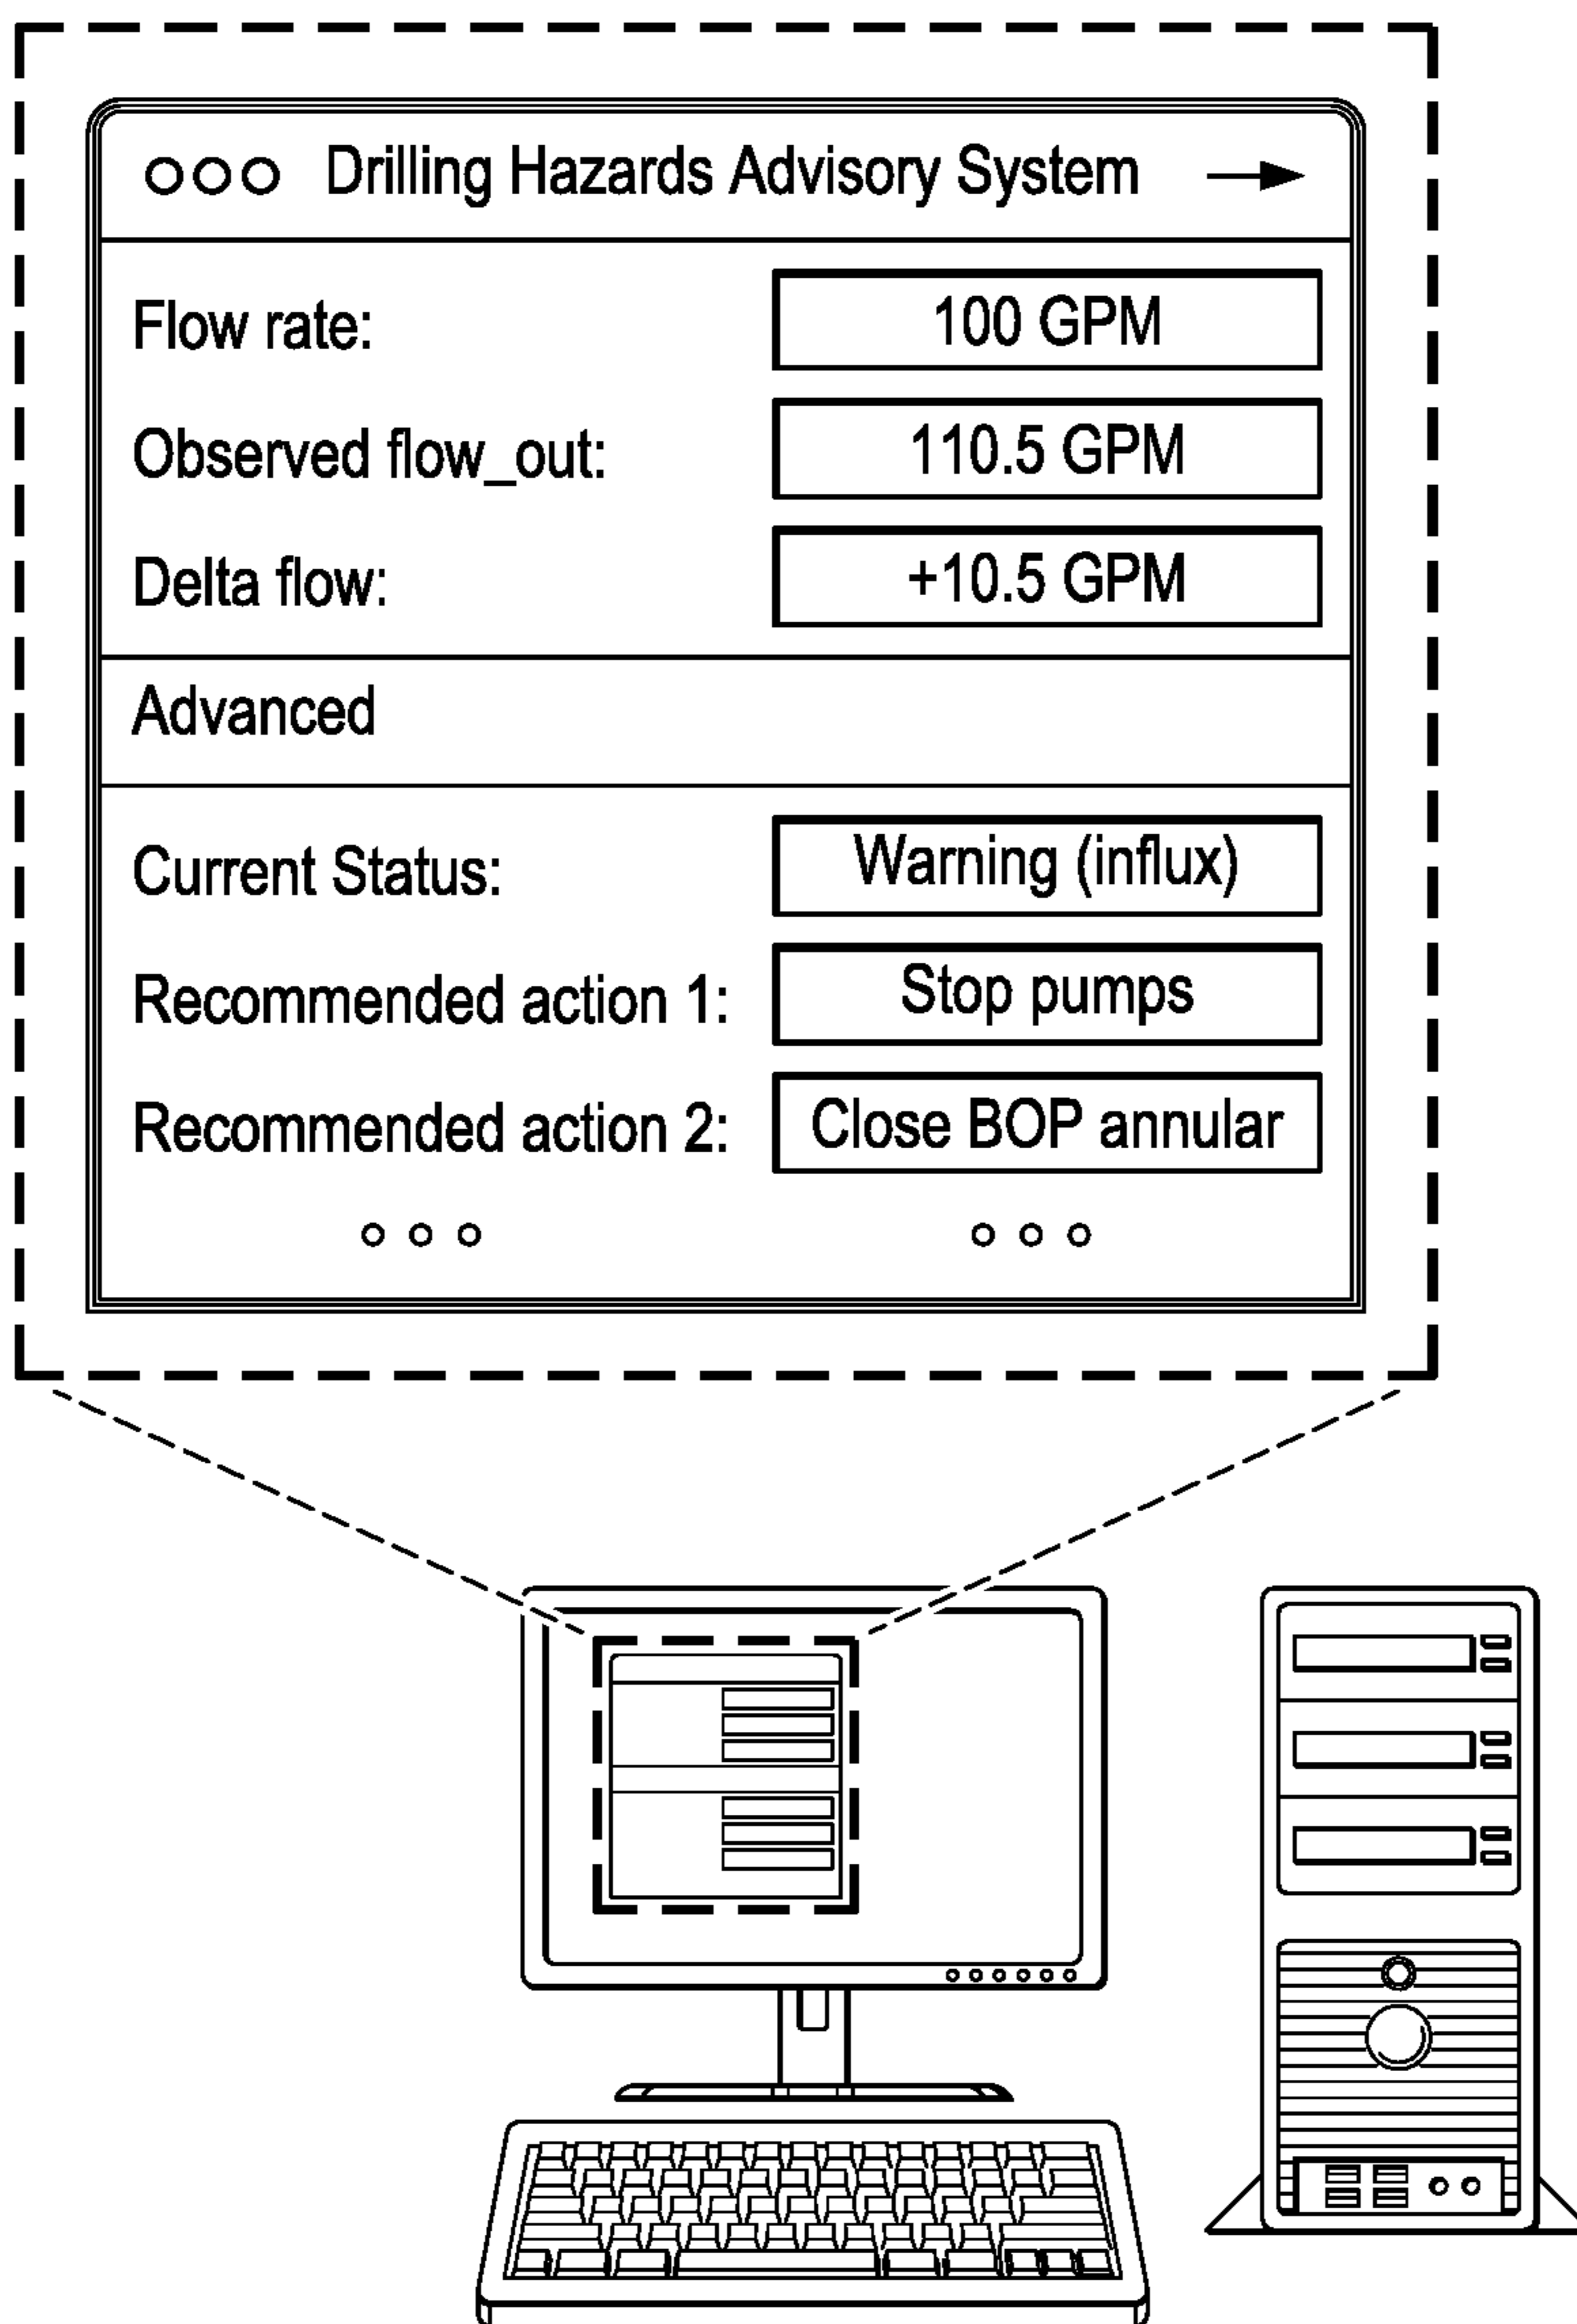 Drilling Hazards Advisory System
Flow rate: 100 GPM
Observed flow_out: 110.5 GPM
Delta flow: +10.5 GPM
Advanced
Current Status: Warning (influx)
Recommended action 1: Stop pumps
Recommended action 2: Close BOP annular